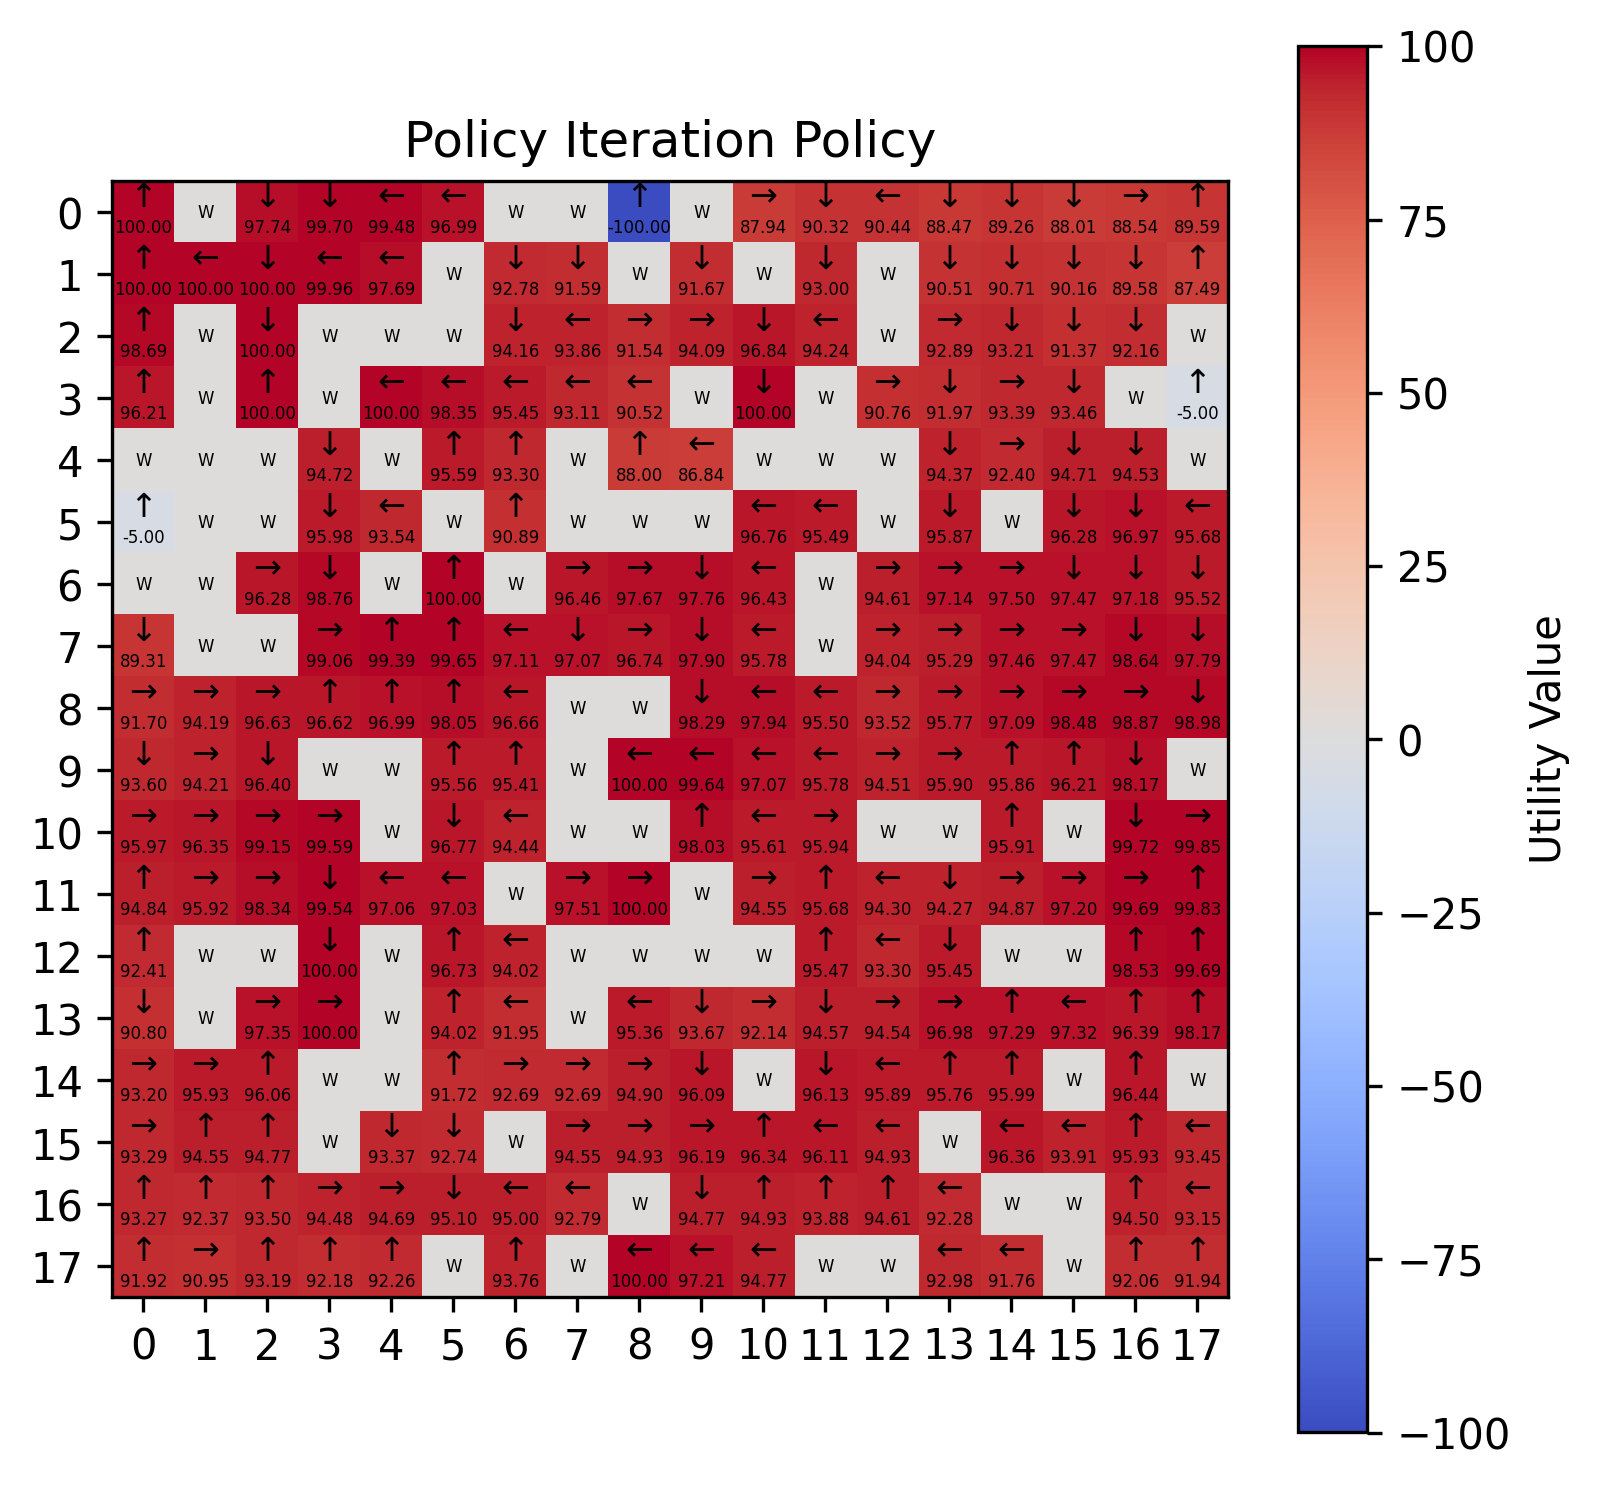 Policy Iteration Policy
0 ↑ W ↓ ↓ ← ← W W ↑ W → ↓ ← ↓ ↓ ↓ → ↑
100.00 97.74 99.70 99.48 96.99 -100.00 87.94 90.32 90.44 88.47 89.26 88.01 88.54 89.59
1 ↑ ← ↓ ← ← W ↓ ↓ W ↓ W ↓ W ↓ ↓ ↓ ↓ ↑
100.00 100.00 100.00 99.96 97.69 92.78 91.59 91.67 93.00 90.51 90.71 90.16 89.58 87.49
2 ↑ W ↓ W W W ↓ ← → → ↓ ← W → ↓ ↓ ↓ W
98.69 100.00 94.16 93.86 91.54 94.09 96.84 94.24 92.89 93.21 91.37 92.16
3 ↑ W ↑ W ← ← ← ← ← W ↓ W → ↓ → ↓ W ↑
96.21 100.00 100.00 98.35 95.45 93.11 90.52 100.00 90.76 91.97 93.39 93.46 -5.00
4 W W W ↓ W ↑ ↑ W ↑ ← W W W ↓ → ↓ ↓ W
94.72 95.59 93.30 88.00 86.84 94.37 92.40 94.71 94.53
5 ↑ W W ↓ ← W ↑ W W W ← ← W ↓ W ↓ ↓ ←
-5.00 95.98 93.54 90.89 96.76 95.49 95.87 96.28 96.97 95.68
6 W W → ↓ W ↑ W → → ↓ ← W → → → ↓ ↓ ↓
96.28 98.76 100.00 96.46 97.67 97.76 96.43 94.61 97.14 97.50 97.47 97.18 95.52
7 ↓ W W → ↑ ↑ ← ↓ → ↓ ← W → → → → ↓ ↓
89.31 99.06 99.39 99.65 97.11 97.07 96.74 97.90 95.78 94.04 95.29 97.46 97.47 98.64 97.79
8 → → → ↑ ↑ ↑ ← W W ↓ ← ← → → → → → ↓
91.70 94.19 96.63 96.62 96.99 98.05 96.66 98.29 97.94 95.50 93.52 95.77 97.09 98.48 98.87 98.98
9 ↓ → ↓ W W ↑ ↑ W ← ← ← ← → → ↑ ↑ ↓ W
93.60 94.21 96.40 95.56 95.41 100.00 99.64 97.07 95.78 94.51 95.90 95.86 96.21 98.17
10 → → → → W ↓ ← W W ↑ ← → W W ↑ W ↓ →
95.97 96.35 99.15 99.59 96.77 94.44 98.03 95.61 95.94 95.91 99.72 99.85
11 ↑ → → ↓ ← ← W → → W → ↑ ← ↓ → → → ↑
94.84 95.92 98.34 99.54 97.06 97.03 97.51 100.00 94.55 95.68 94.30 94.27 94.87 97.20 99.69 99.83
12 ↑ W W ↓ W ↑ ← W W W W ↑ ← ↓ W W ↑ ↑
92.41 100.00 96.73 94.02 95.47 93.30 95.45 98.53 99.69
13 ↓ W → → W ↑ ← W ← ↓ → ↓ → → ↑ ← ↑ ↑
90.80 97.35 100.00 94.02 91.95 95.36 93.67 92.14 94.57 94.54 96.98 97.29 97.32 96.39 98.17
14 → → ↑ W W ↑ → → → ↓ W ↓ ← ↑ ↑ W ↑ W
93.20 95.93 96.06 91.72 92.69 92.69 94.90 96.09 96.13 95.89 95.76 95.99 96.44
15 → ↑ ↑ W ↓ ↓ W → → → ↑ ← ← W ← ← ↑ ←
93.29 94.55 94.77 93.37 92.74 94.55 94.93 96.19 96.34 96.11 94.93 96.36 93.91 95.93 93.45
16 ↑ ↑ ↑ → → ↓ ← ← W ↓ ↑ ↑ ↑ ← W W ↑ ←
93.27 92.37 93.50 94.48 94.69 95.10 95.00 92.79 94.77 94.93 93.88 94.61 92.28 94.50 93.15
17 ↑ → ↑ ↑ ↑ W ↑ W ← ← ← W W ← ← W ↑ ↑
91.92 90.95 93.19 92.18 92.26 93.76 100.00 97.21 94.77 92.98 91.76 92.06 91.94
0 1 2 3 4 5 6 7 8 9 10 11 12 13 14 15 16 17
100
75
50
25
0
−25
−50
−75
−100
Utility Value